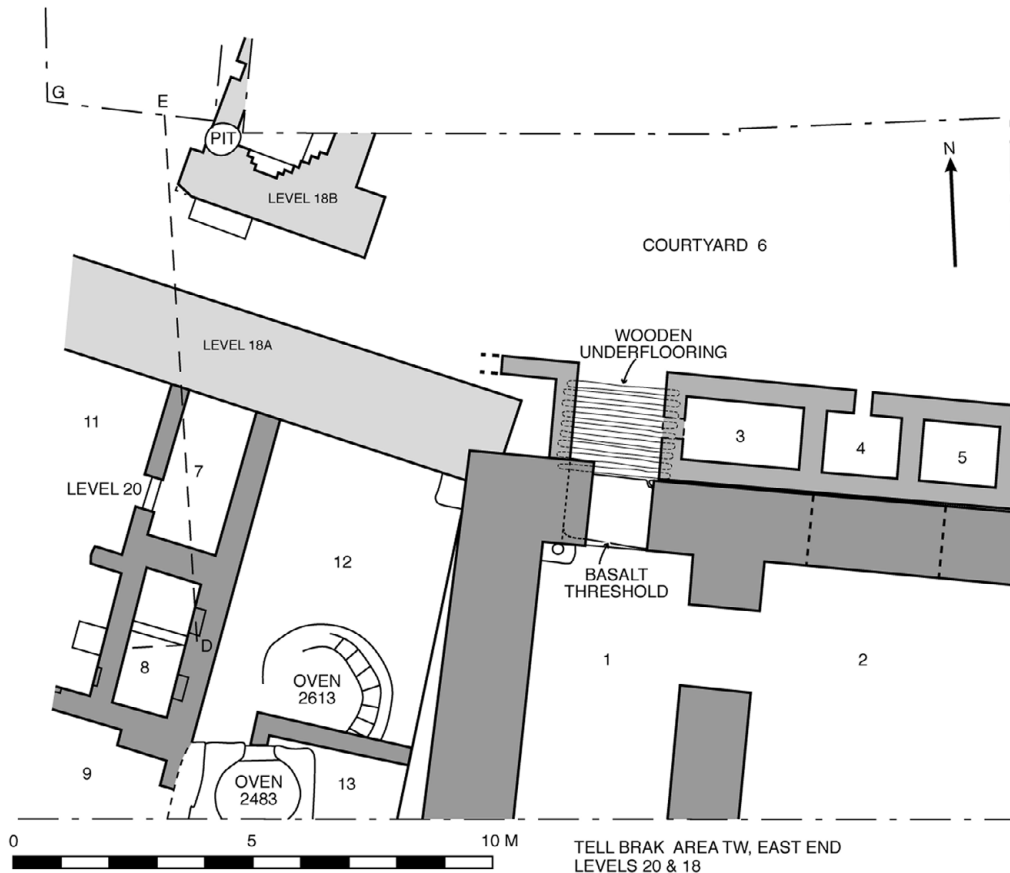 G
E
PIT
LEVEL 18B
N
COURTYARD 6
WOODEN
UNDERFLOORING
LEVEL 18A
11
7
3
4
5
LEVEL 20
12
BASALT
THRESHOLD
D
8
1
2
OVEN
2613
9
OVEN
2483
13
0
5
10 M
TELL BRAK AREA TW, EAST END
LEVELS 20 & 18